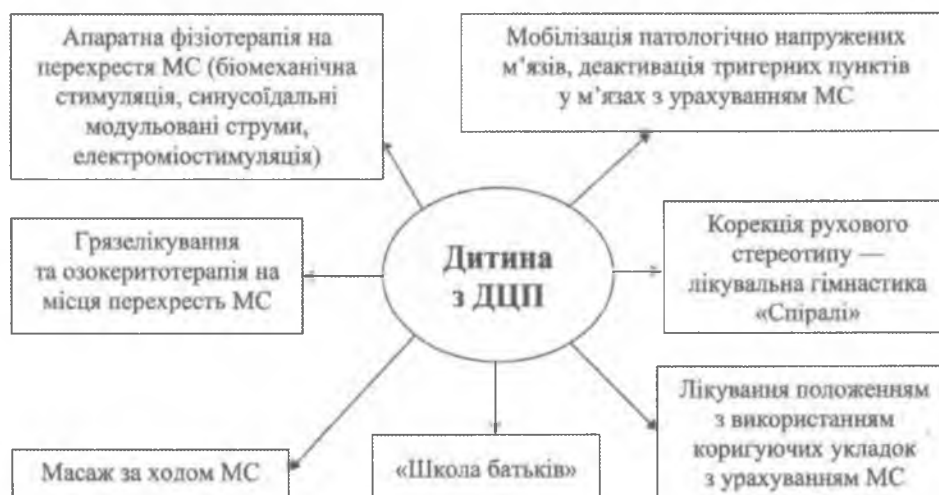 Апаратна фізіотерапія на
перехрестя МС (біомеханічна
стимуляція, синусоїдальні
модульовані струми,
електроміостимуляція)
Мобілізація патологічно напружених
м’язів, деактивація тригерних пунктів
у м’язах з урахуванням МС
Грязелікування
та озокеритотерапія на
місця перехресть МС
Дитина
з ДЦП
Корекція рухового
стереотипу —
лікувальна гімнастика
«Спіралі»
Масаж за ходом МС
«Школа батьків»
Лікування положенням
з використанням
коригуючих укладок
з урахуванням МС